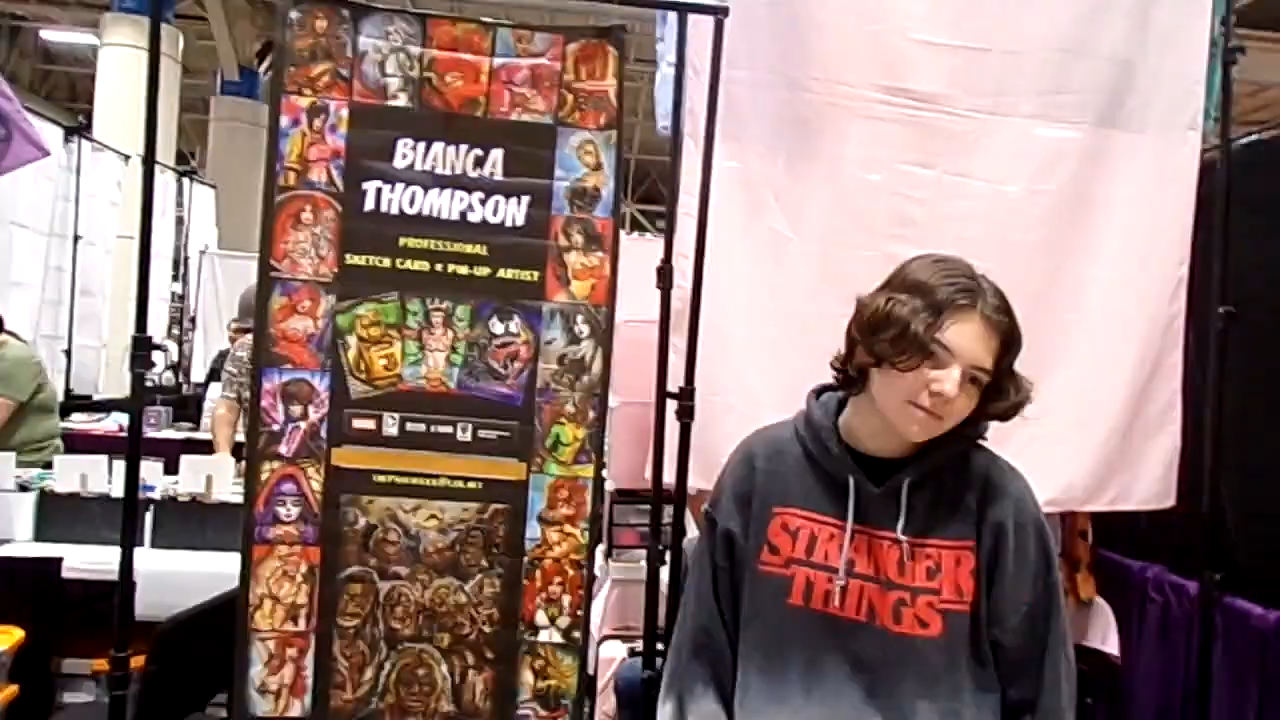 BIANCA
THOMPSON
PROFESSIONAL
SKETCH CARD & PIN-UP ARTIST
STRANGER
THINGS